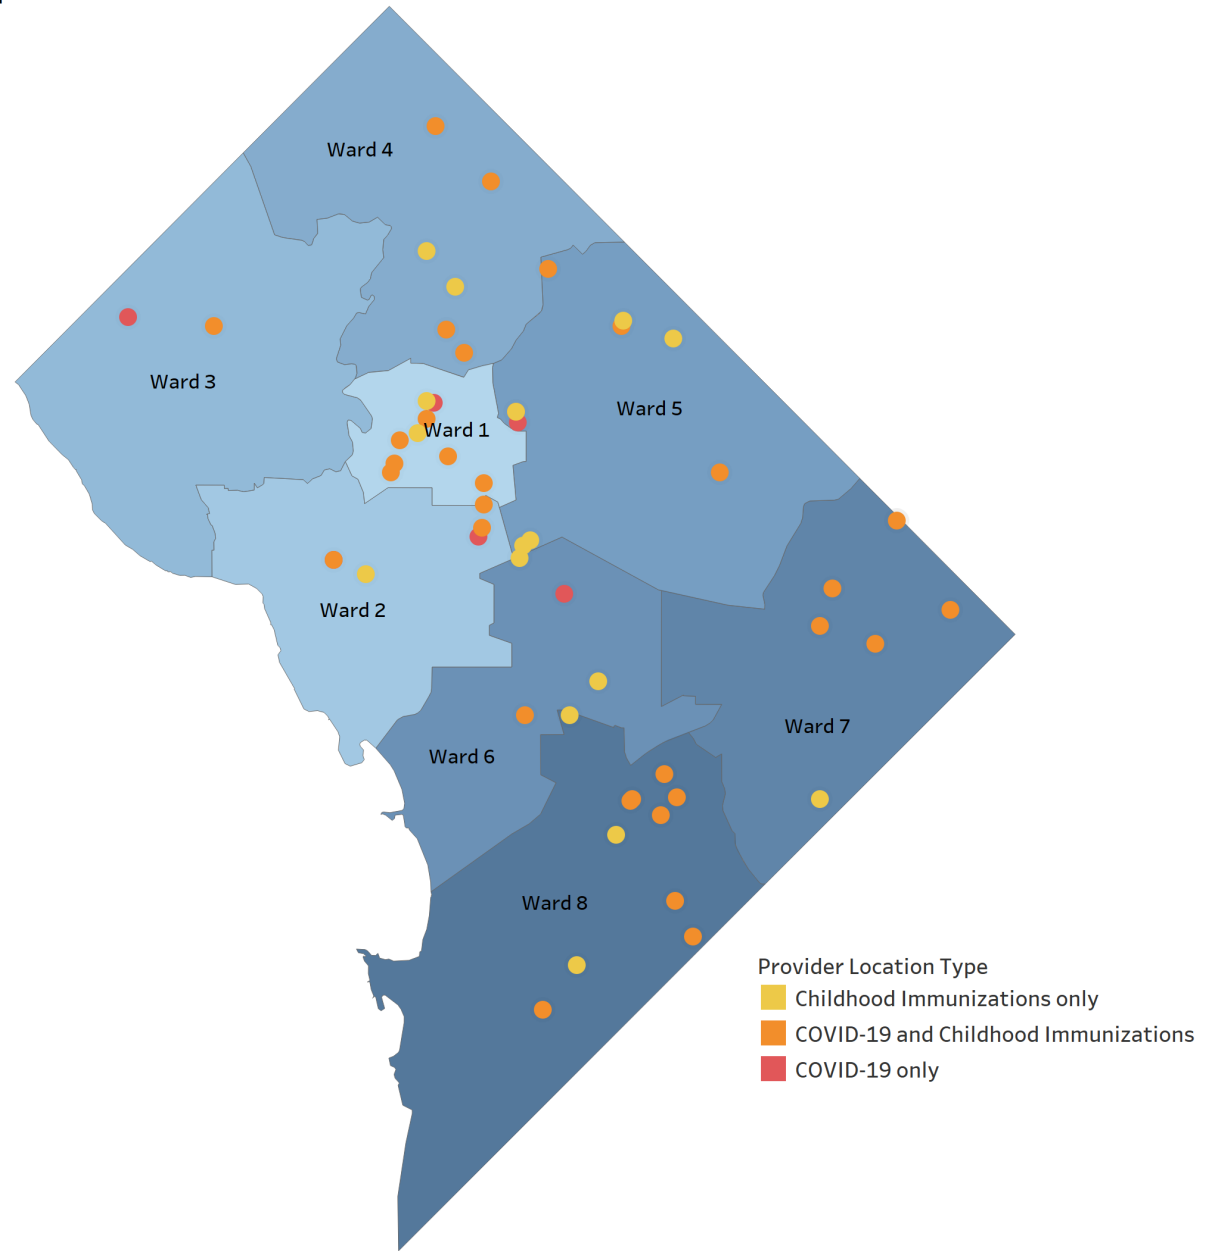 Ward 4
Ward 3
Ward 5
Ward 1
Ward 2
Ward 7
Ward 6
Ward 8
Provider Location Type
Childhood Immunizations only
COVID-19 and Childhood Immunizations
COVID-19 only